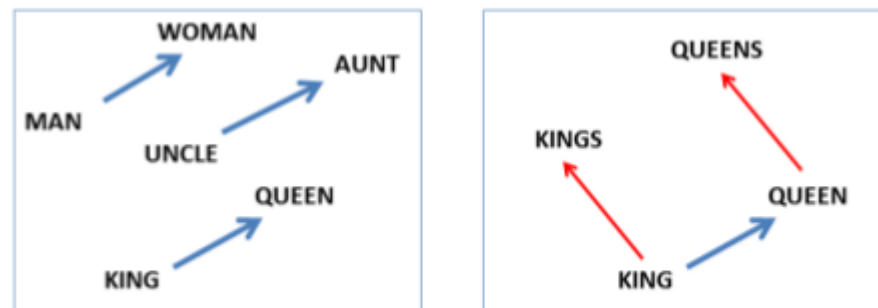 WOMAN
AUNT
MAN
UNCLE
QUEEN
KING
QUEENS
KINGS
QUEEN
KING